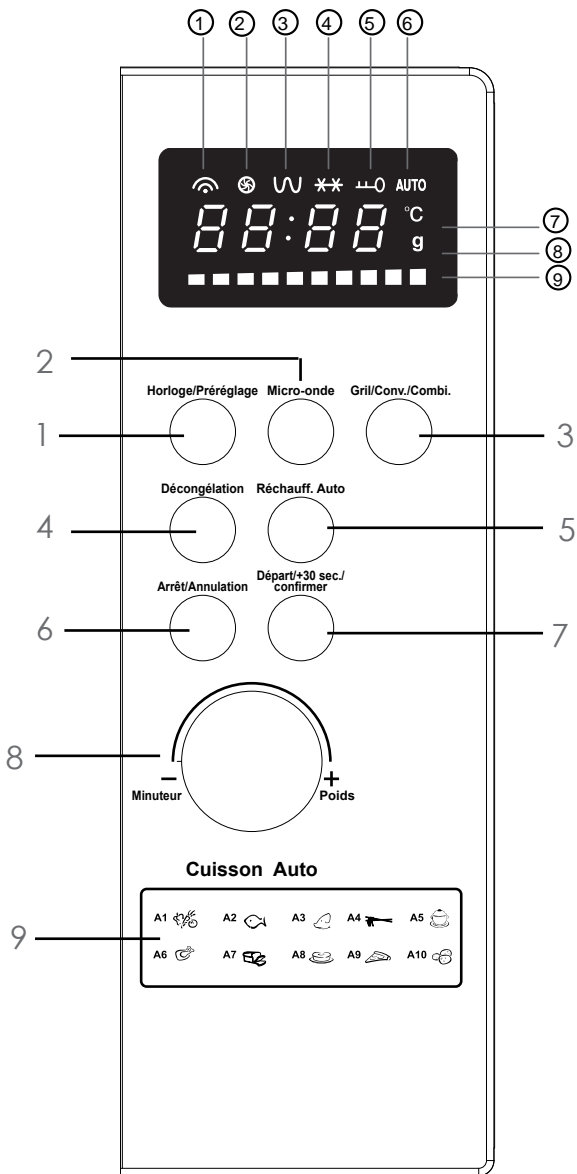 1 2 3 4 5 6
AUTO
88:88 °C
7
g
8
9
2
Horloge/Préréglage Micro-onde Gril/Conv./Combi.
1 3
Décongélation Réchauff. Auto
4 5
Arrêt/Annulation Départ/+30 sec./
confirmer
6 7
8
− +
Minuteur Poids
Cuisson Auto
A1 A2 A3 A4 A5
9
A6 A7 A8 A9 A10